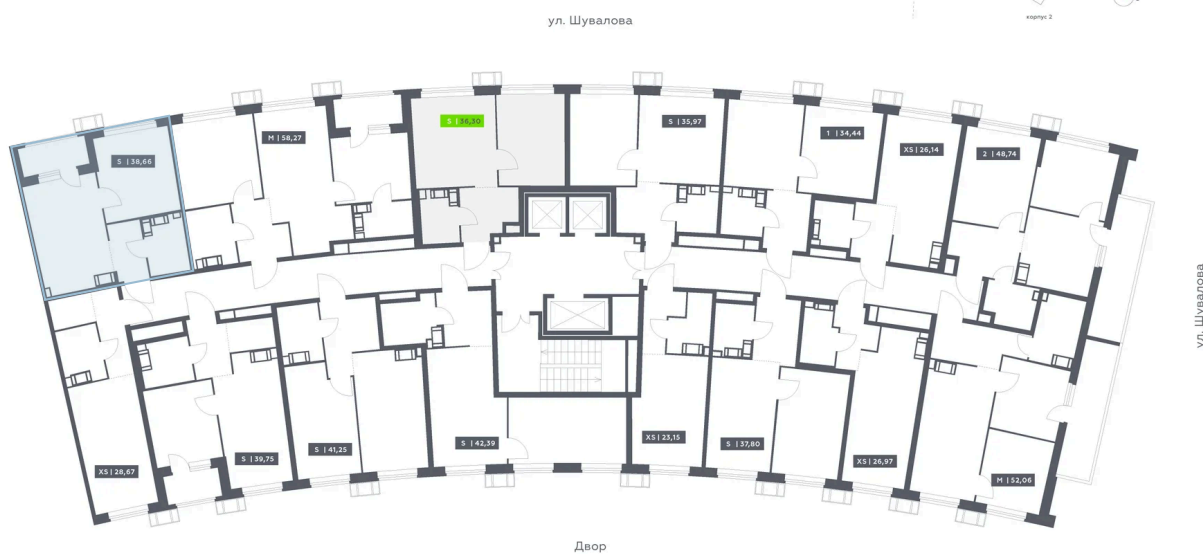 корпус 2
ул. Шувалова
S | 38,66
M | 58,27
S | 36,30
S | 35,97
1 | 34,44
XS | 26,14
2 | 48,74
ул. Шувалова
XS | 28,67
S | 39,75
S | 41,25
S | 42,39
XS | 23,15
S | 37,80
XS | 26,97
M | 52,06
Двор